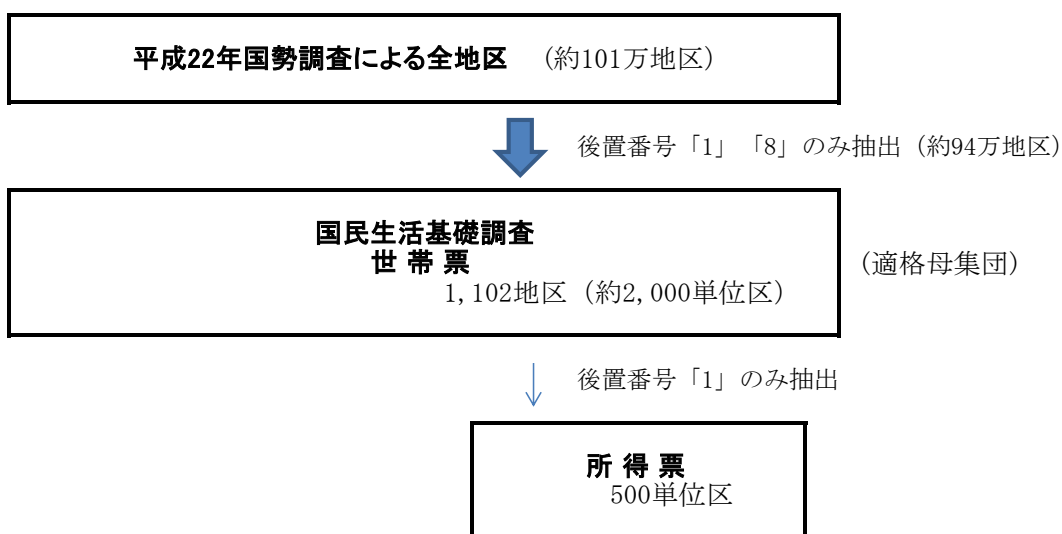 平成22年国勢調査による全地区 （約101万地区）
後置番号「1」「8」のみ抽出（約94万地区）
国民生活基礎調査
世 帯 票
1,102地区（約2,000単位区）
（適格母集団）
後置番号「1」のみ抽出
所 得 票
500単位区